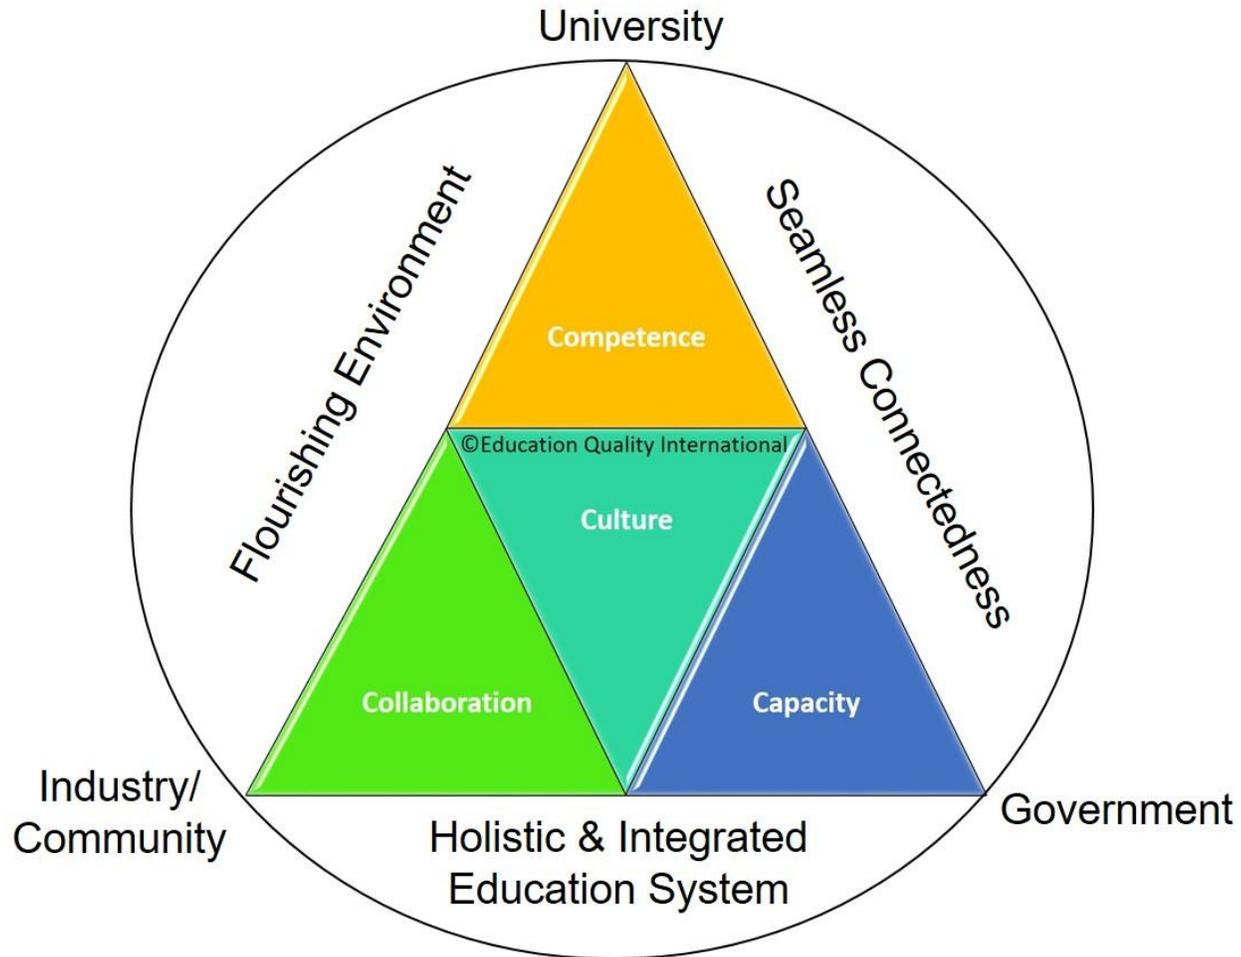 University
Flourishing Environment
Seamless Connectedness
Competence
©Education Quality International
Culture
Collaboration
Capacity
Industry/
Community
Government
Holistic & Integrated
Education System